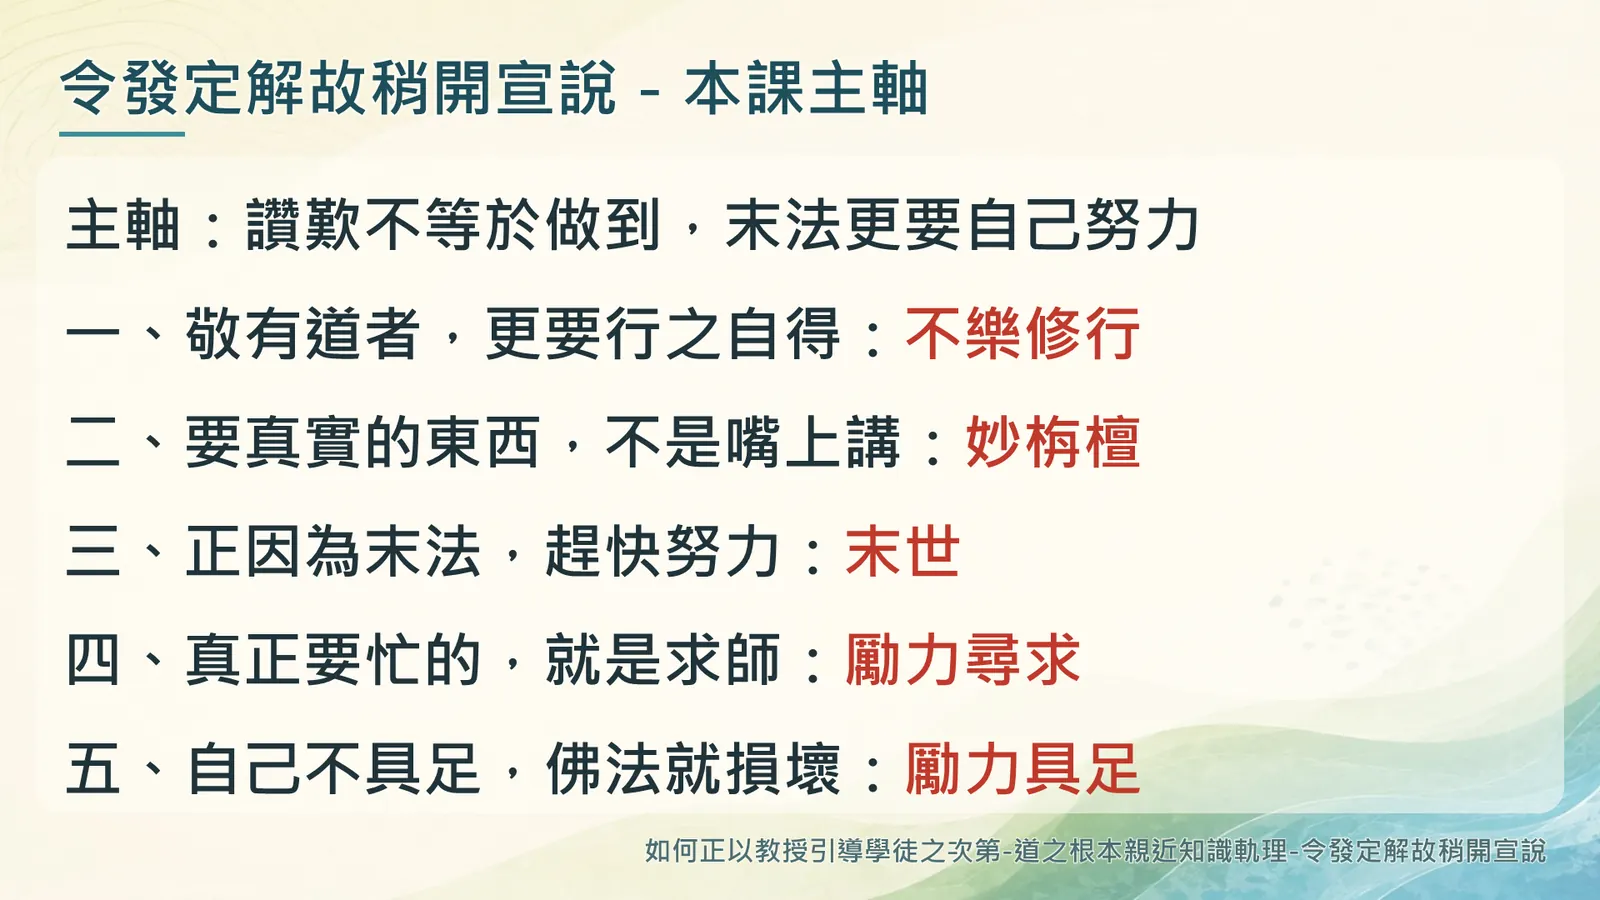 令發定解故稍開宣說 - 本課主軸
主軸：讚歎不等於做到，末法更要自己努力
一、敬有道者，更要行之自得：不樂修行
二、要真實的東西，不是嘴上講：妙栴檀
三、正因為末法，趕快努力：末世
四、真正要忙的，就是求師：勵力尋求
五、自己不具足，佛法就損壞：勵力具足
如何正以教授引導學徒之次第-道之根本親近知識軌理-令發定解故稍開宣說